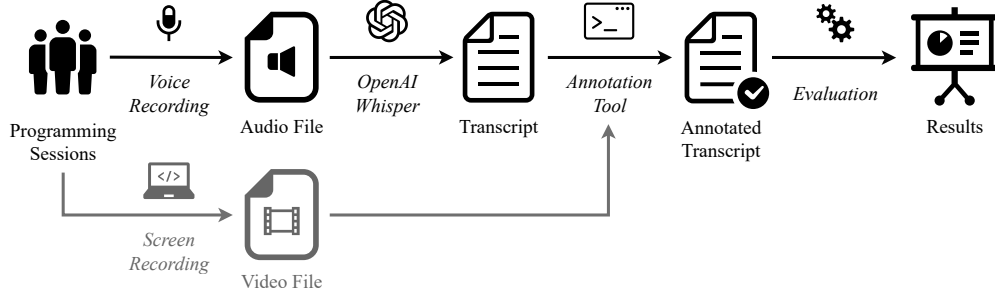 Voice
Recording
OpenAI
Whisper
Annotation
Tool
Evaluation
Programming
Sessions
Audio File
Transcript
Annotated
Transcript
Results
</>
Screen
Recording
Video File